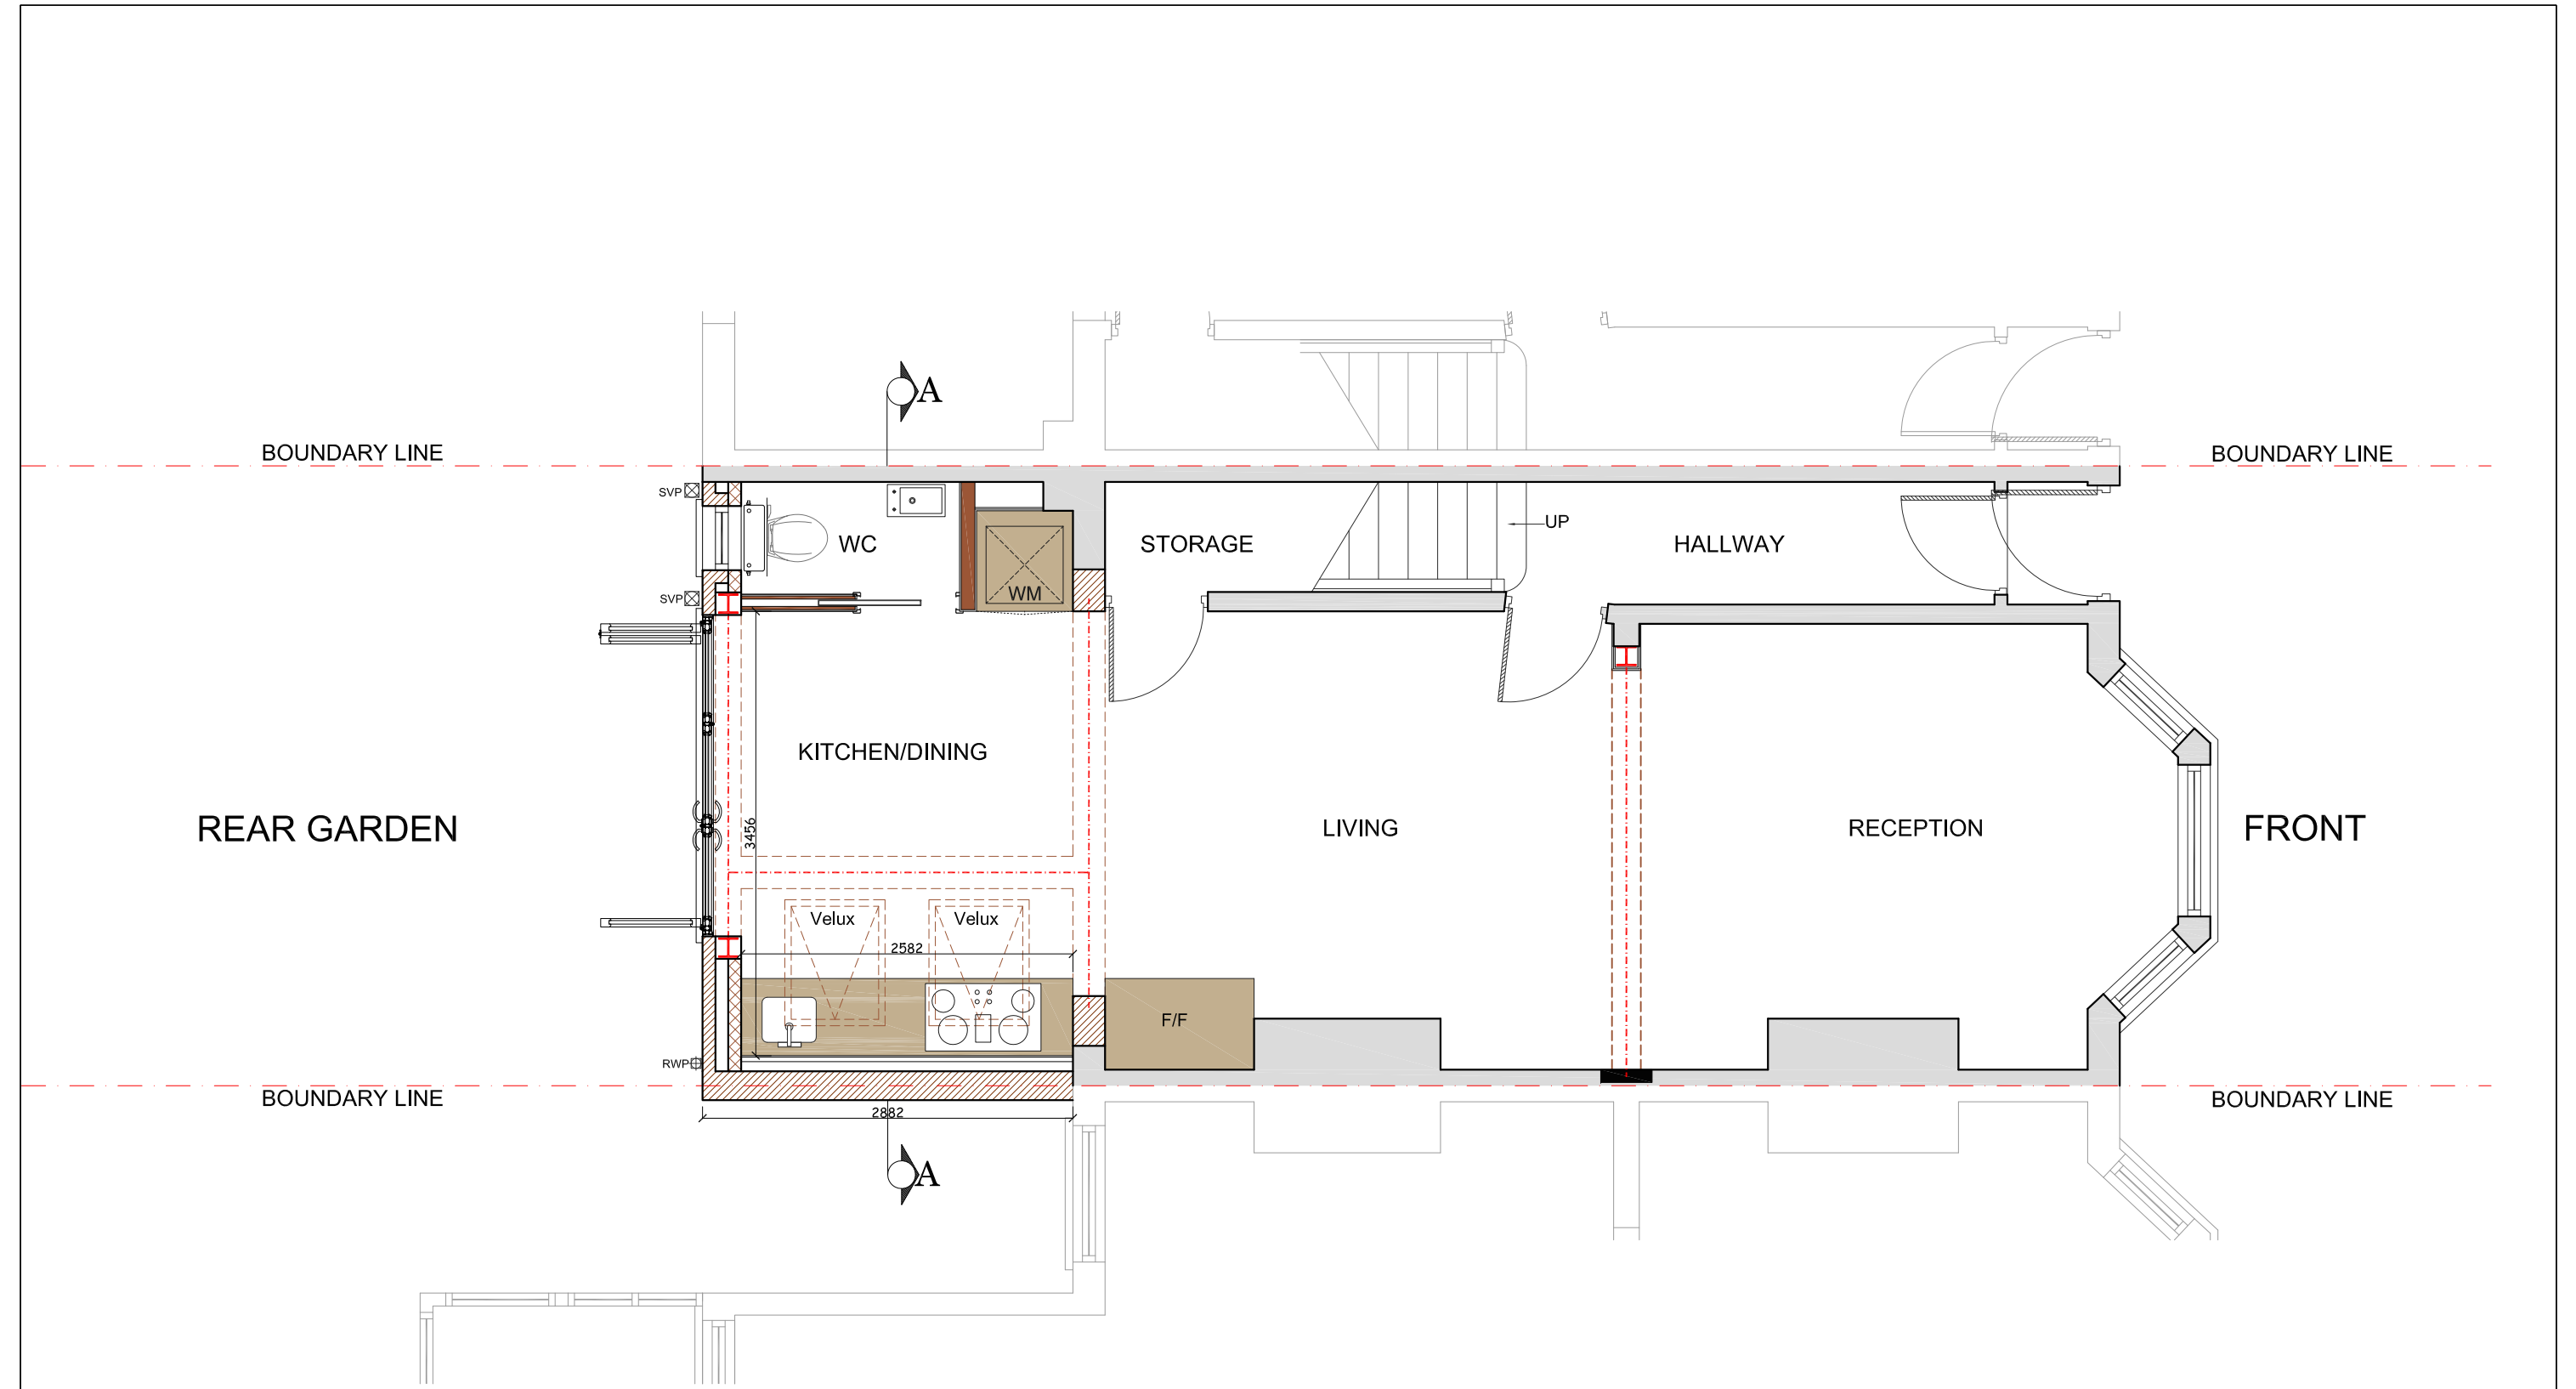 A
BOUNDARY LINE
BOUNDARY LINE
SVP
UP
WC
STORAGE
HALLWAY
WM
SVP
KITCHEN/DINING
REAR GARDEN
3456
LIVING
RECEPTION
FRONT
Velux
Velux
2582
F/F
RWP
BOUNDARY LINE
BOUNDARY LINE
2882
A